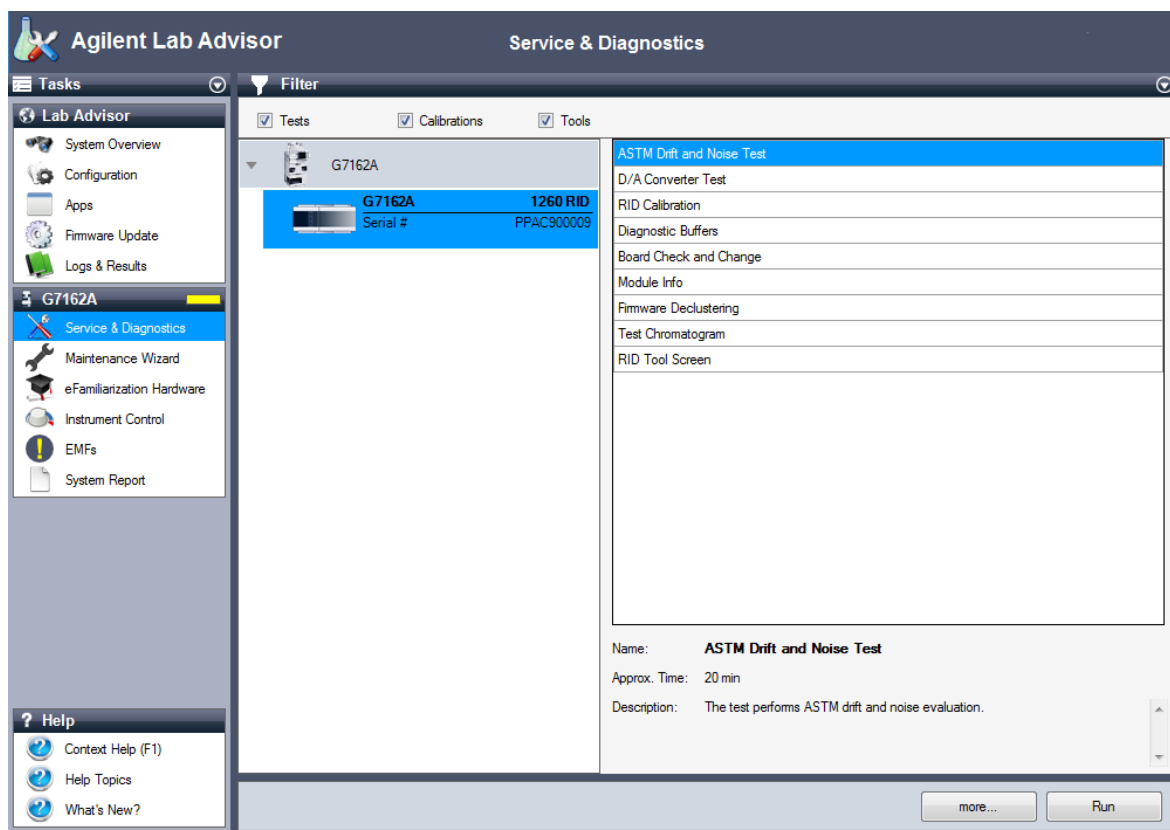 Agilent Lab Advisor
Service & Diagnostics
Tasks
Filter
Lab Advisor
System Overview
Configuration
Apps
Firmware Update
Logs & Results
G7162A
Service & Diagnostics
Maintenance Wizard
eFamiliarization Hardware
Instrument Control
EMFs
System Report
? Help
Context Help (F1)
Help Topics
What's New?
Tests Calibrations Tools
G7162A
G7162A 1260 RID
Serial # PPAC900009
ASTM Drift and Noise Test
D/A Converter Test
RID Calibration
Diagnostic Buffers
Board Check and Change
Module Info
Firmware Declustering
Test Chromatogram
RID Tool Screen
Name: ASTM Drift and Noise Test
Approx. Time: 20 min
Description: The test performs ASTM drift and noise evaluation.
more... Run